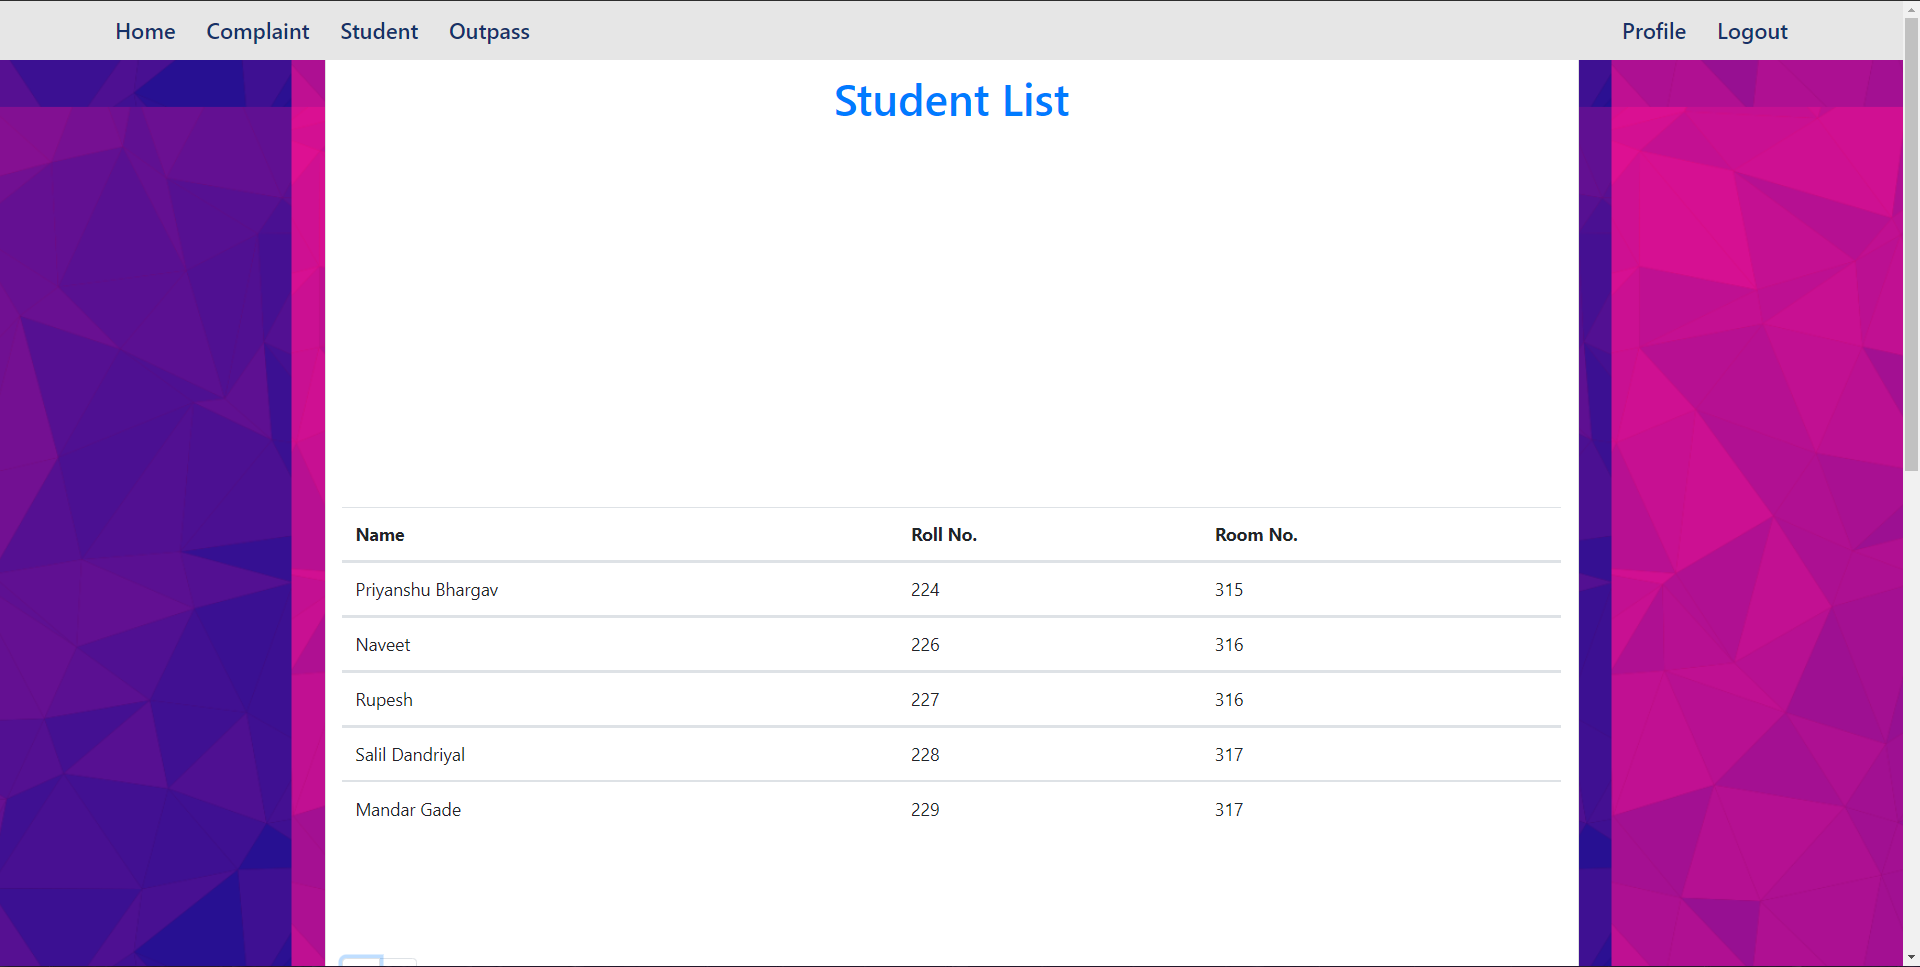 Home Complaint Student Outpass Profile Logout
Student List
Name Roll No. Room No.
Priyanshu Bhargav 224 315
Naveet 226 316
Rupesh 227 316
Salil Dandriyal 228 317
Mandar Gade 229 317